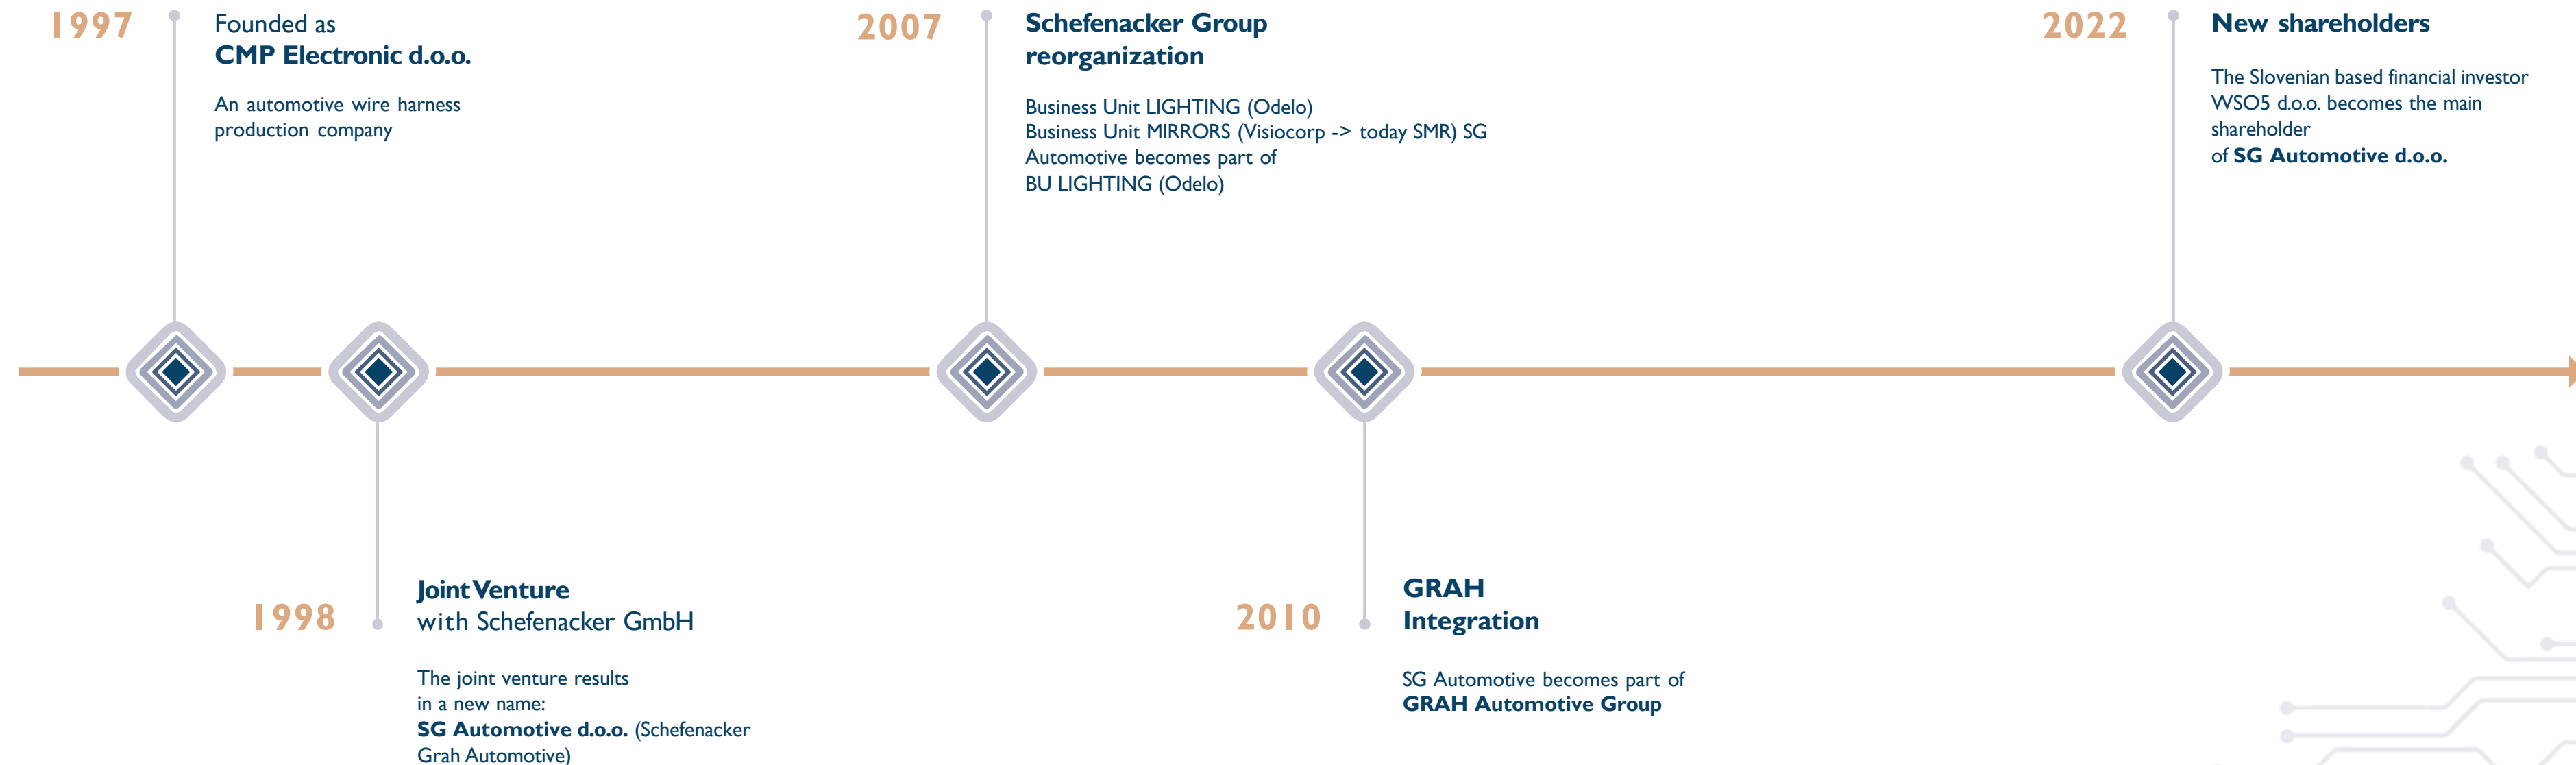 1997
Founded as
CMP Electronic d.o.o.
An automotive wire harness
production company
1998
Joint Venture
with Schefenacker GmbH
The joint venture results
in a new name:
SG Automotive d.o.o. (Schefenacker
Grah Automotive)
2007
Schefenacker Group
reorganization
Business Unit LIGHTING (Odelo)
Business Unit MIRRORS (Visiocorp -> today SMR) SG
Automotive becomes part of
BU LIGHTING (Odelo)
2010
GRAH
Integration
SG Automotive becomes part of
GRAH Automotive Group
2022
New shareholders
The Slovenian based financial investor
WSO5 d.o.o. becomes the main
shareholder
of SG Automotive d.o.o.